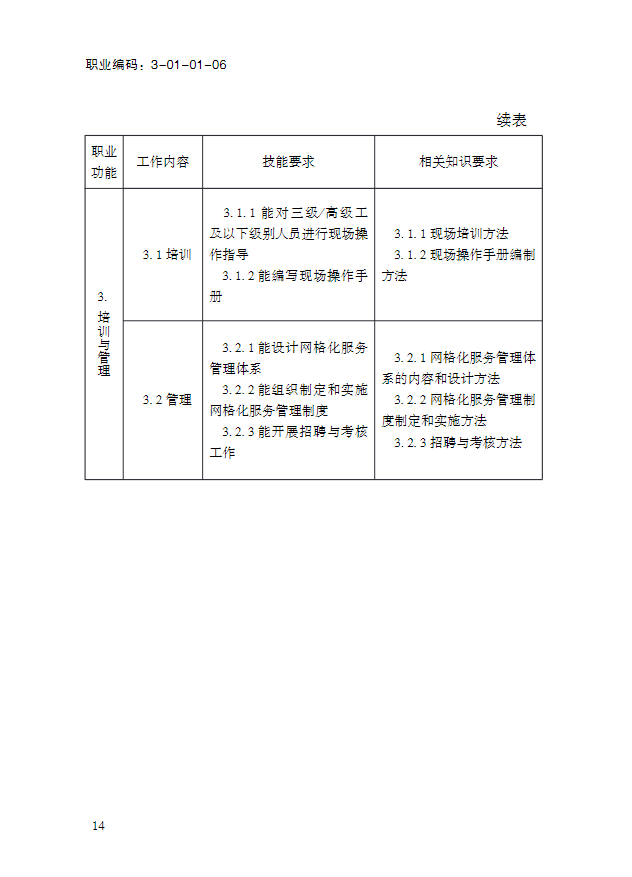 职业编码：3-01-01-06
续表
职业
功能
工作内容
技能要求
相关知识要求
3.
培
训
与
管
理
3.1 培训
3.1.1 能对三级/高级工
及以下级别人员进行现场操
作指导
3.1.2 能编写现场操作手
册
3.1.1 现场培训方法
3.1.2 现场操作手册编制
方法
3.2 管理
3.2.1 能设计网格化服务
管理体系
3.2.2 能组织制定和实施
网格化服务管理制度
3.2.3 能开展招聘与考核
工作
3.2.1 网格化服务管理体
系的内容和设计方法
3.2.2 网格化服务管理制
度制定和实施方法
3.2.3 招聘与考核方法
14